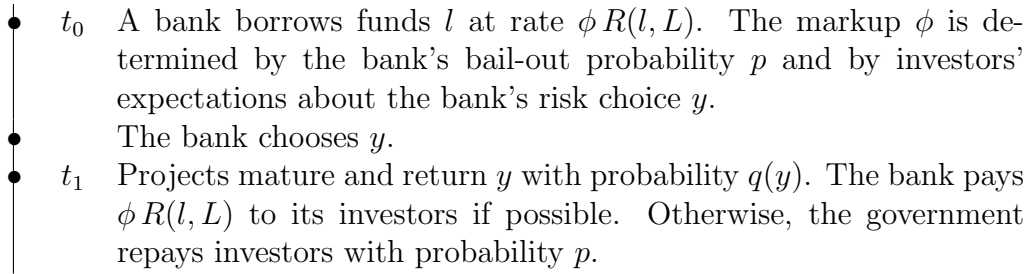 t₀ A bank borrows funds l at rate ϕ R(l, L). The markup ϕ is de-
termined by the bank's bail-out probability p and by investors'
expectations about the bank's risk choice y.
The bank chooses y.
t₁ Projects mature and return y with probability q(y). The bank pays
ϕ R(l, L) to its investors if possible. Otherwise, the government
repays investors with probability p.